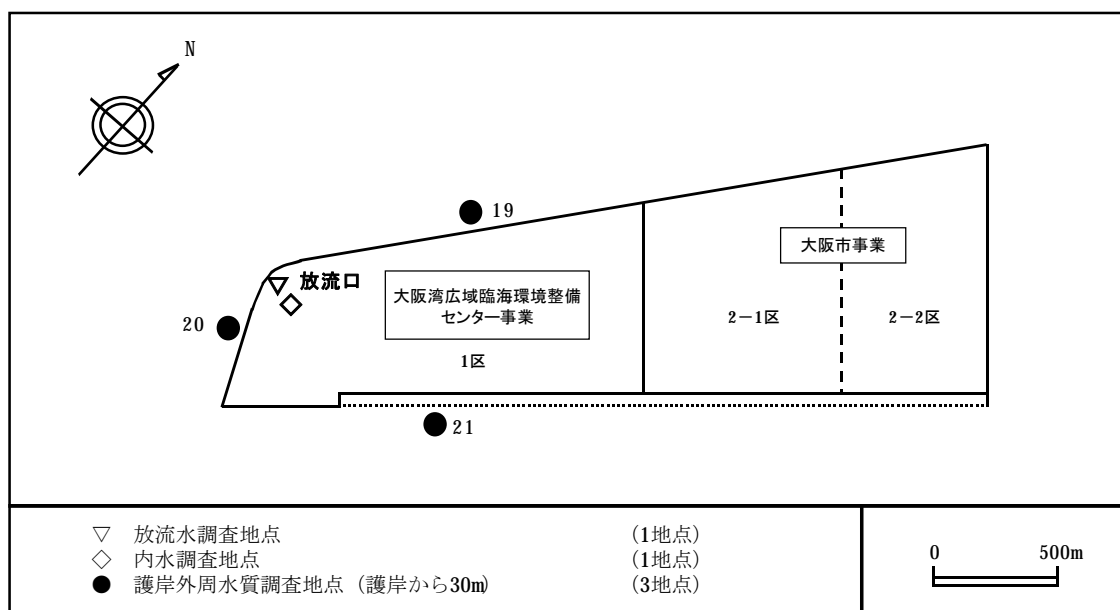 N
19
大阪市事業
放流口
大阪湾広域臨海環境整備
センター事業
20
2－1区
2－2区
1区
21
▽ 放流水調査地点 (1地点)
◇ 内水調査地点 (1地点)
● 護岸外周水質調査地点（護岸から30m) (3地点)
0 500m